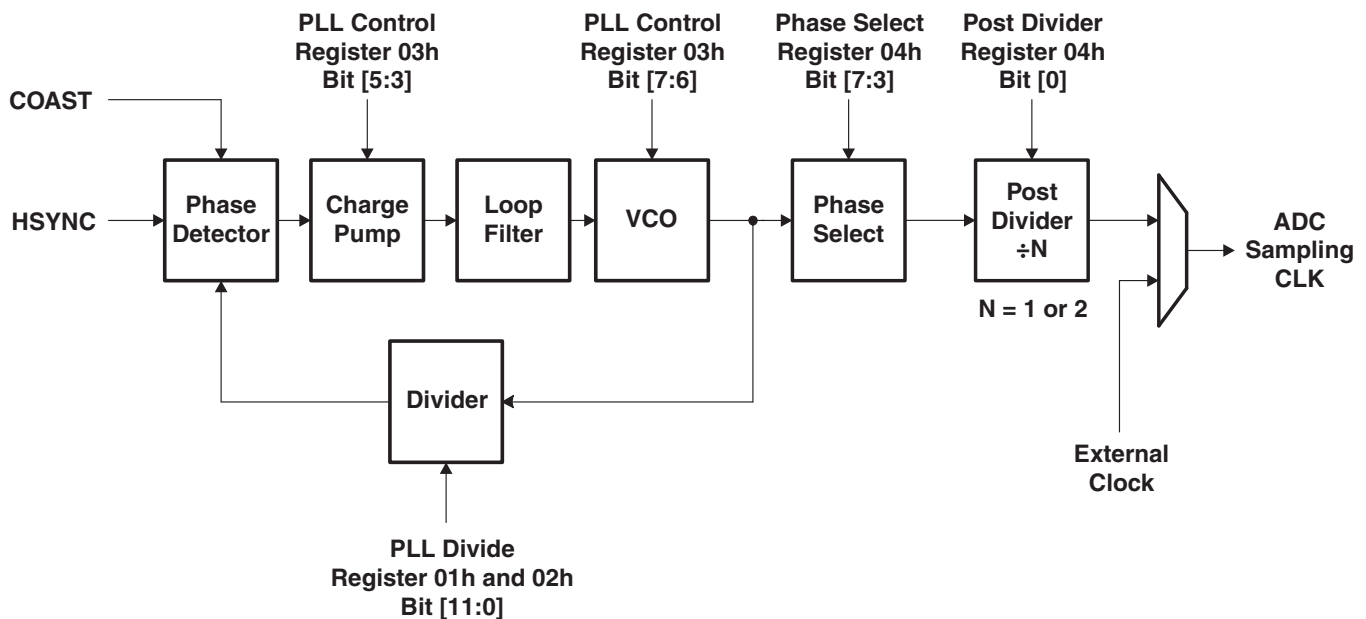 PLL Control
Register 03h
Bit [5:3]
PLL Control
Register 03h
Bit [7:6]
Phase Select
Register 04h
Bit [7:3]
Post Divider
Register 04h
Bit [0]
COAST
HSYNC
Phase
Detector
Charge
Pump
Loop
Filter
VCO
Phase
Select
Post
Divider
÷N
ADC
Sampling
CLK
N = 1 or 2
Divider
External
Clock
PLL Divide
Register 01h and 02h
Bit [11:0]